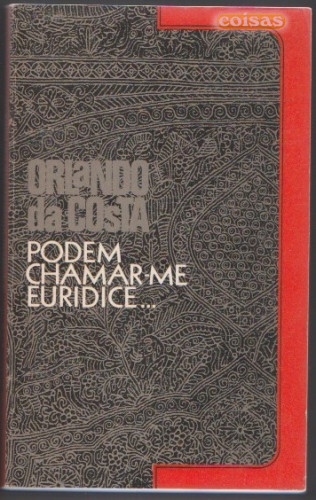 coisas
ORLaNDO
da COSTA
PODEM
CHAMAR-ME
EURIDICE...